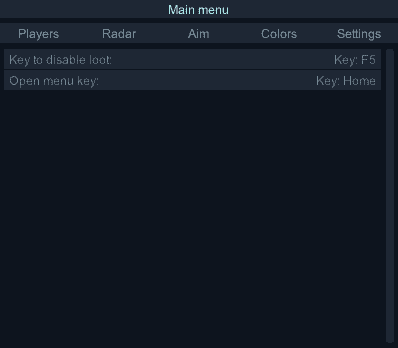 Main menu
Players Radar Aim Colors Settings
Key to disable loot: Key: F5
Open menu key: Key: Home